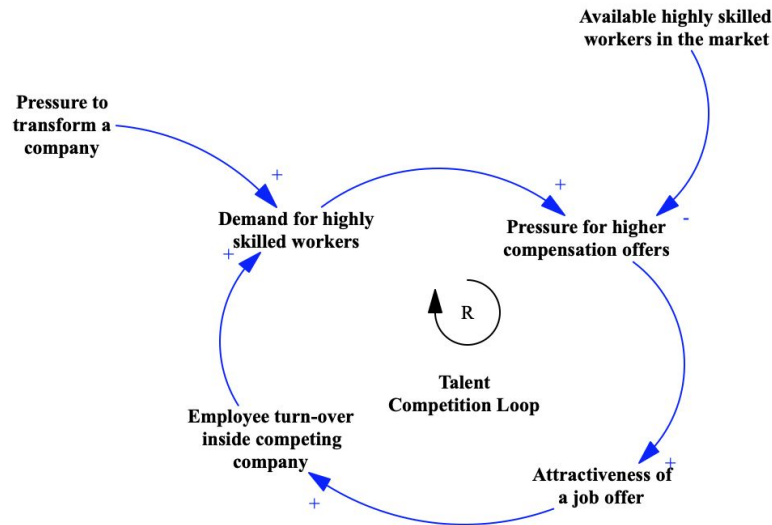 Available highly skilled
workers in the market
Pressure to
transform a
company
+
+
Demand for highly
skilled workers
-
Pressure for higher
compensation offers
+
R
Talent
Competition Loop
Employee turn-over
inside competing
company
+
Attractiveness of
a job offer
+